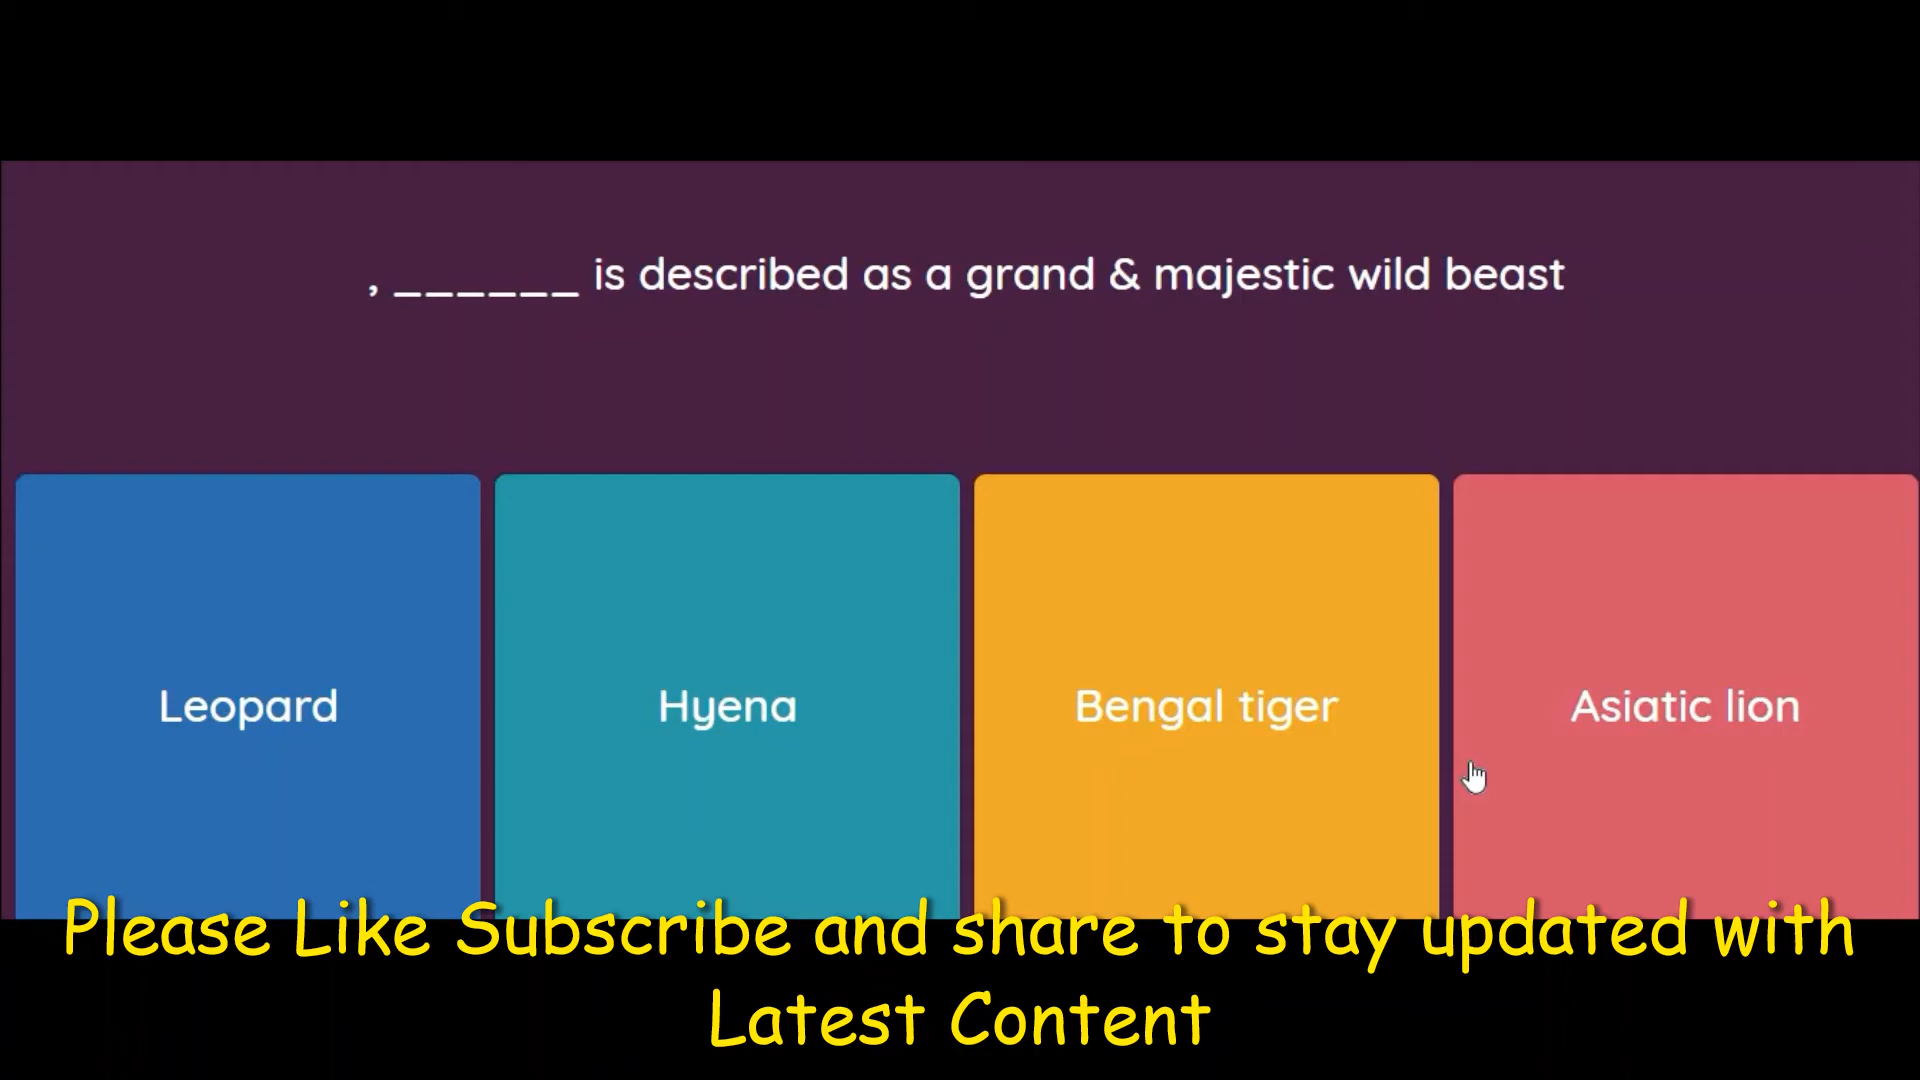 , ______ is described as a grand & majestic wild beast
Leopard
Hyena
Bengal tiger
Asiatic lion
Please Like Subscribe and share to stay updated with
Latest Content